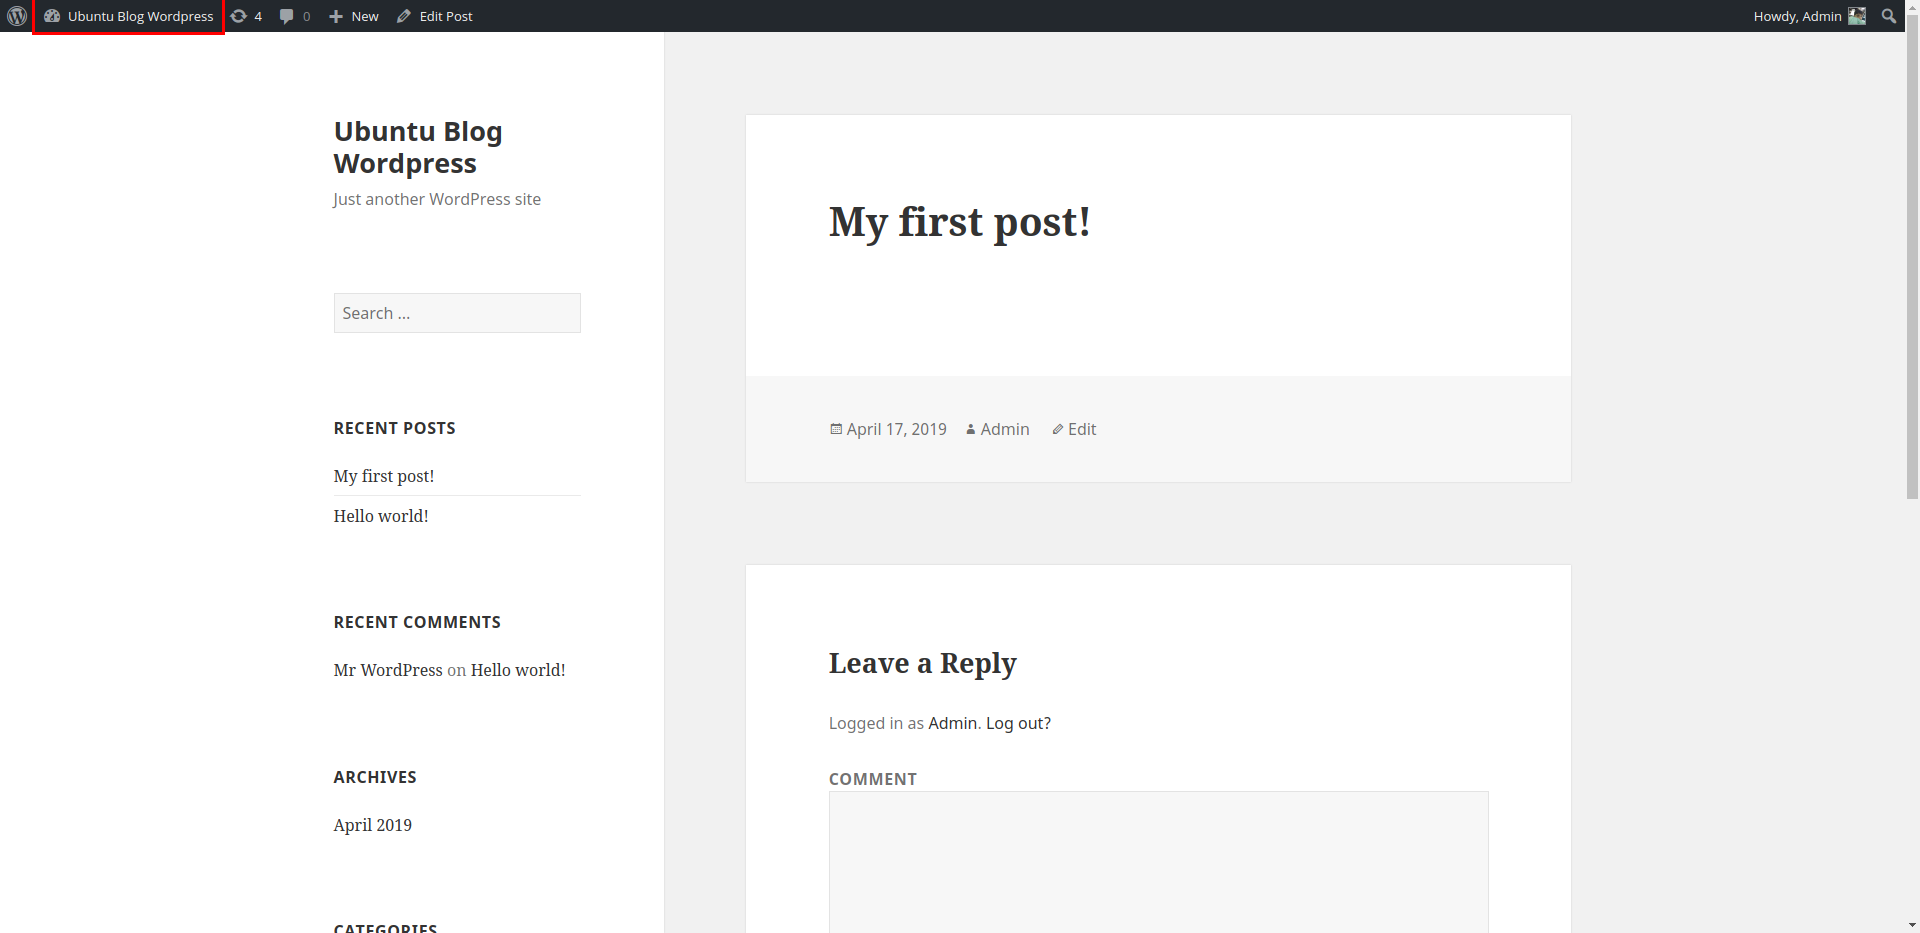 Ubuntu Blog Wordpress 4 0 New Edit Post Howdy, Admin
Ubuntu Blog
Wordpress
Just another WordPress site
Search ...
RECENT POSTS
My first post!
Hello world!
RECENT COMMENTS
Mr WordPress on Hello world!
ARCHIVES
April 2019
CATEGORIES
My first post!
April 17, 2019 Admin Edit
Leave a Reply
Logged in as Admin. Log out?
COMMENT